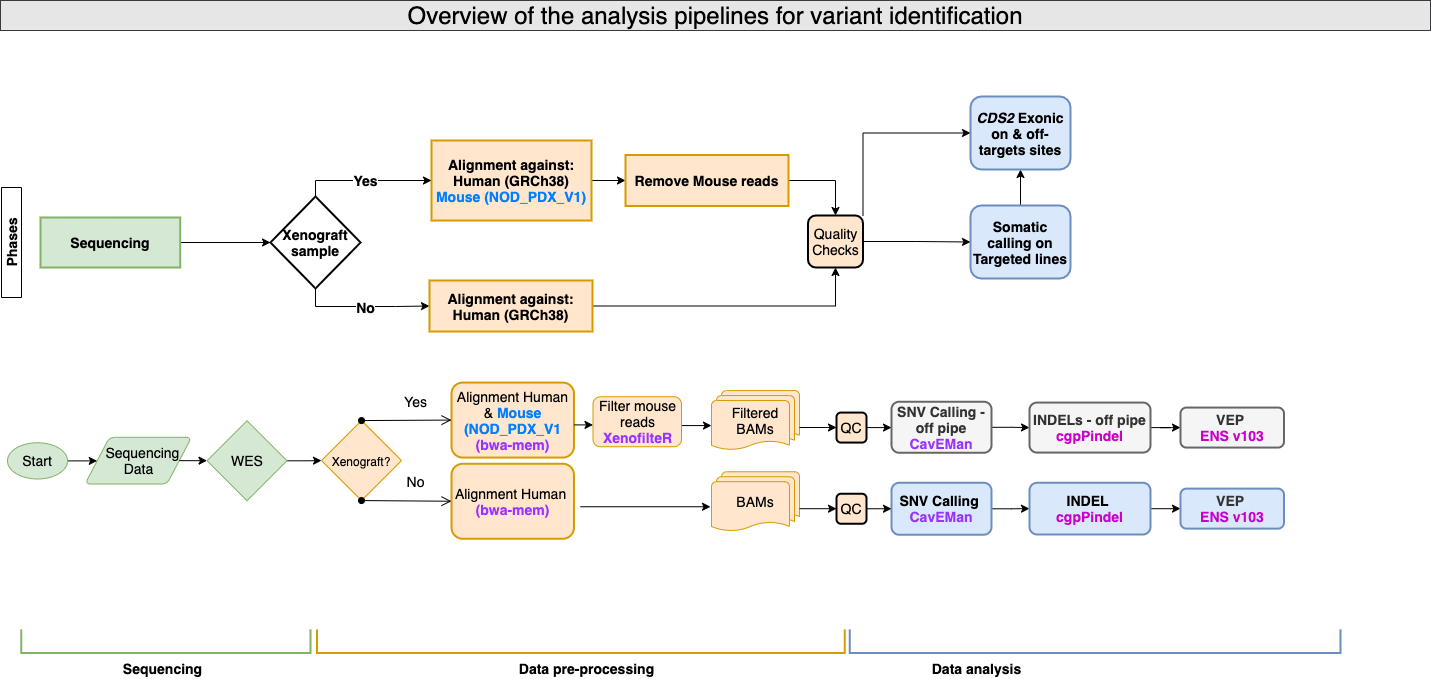 Overview of the analysis pipelines for variant identification
Phases
Sequencing
Xenograft
sample
Yes
No
Alignment against:
Human (GRCh38)
Mouse (NOD_PDX_V1)
Remove Mouse reads
Alignment against:
Human (GRCh38)
Quality
Checks
CDS2 Exonic
on & off-
targets sites
Somatic
calling on
Targeted lines
Start
Sequencing
Data
WES
Xenograft?
Yes
Alignment Human
& Mouse
(NOD_PDX_V1
(bwa-mem)
Filter mouse
reads
XenofilteR
Filtered
BAMs
QC
SNV Calling -
off pipe
CavEMan
INDELs - off pipe
cgpPindel
VEP
ENS v103
No
Alignment Human
(bwa-mem)
BAMs
QC
SNV Calling
CavEMan
INDEL
cgpPindel
VEP
ENS v103
Sequencing
Data pre-processing
Data analysis